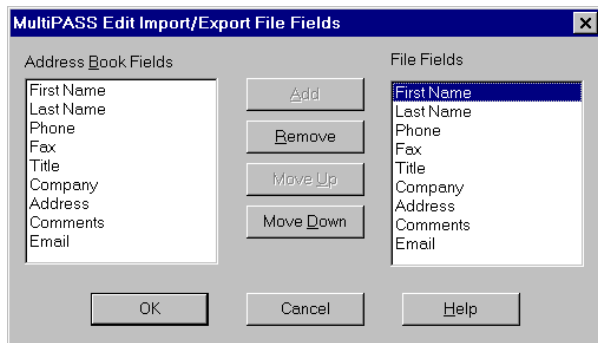 MultiPASS Edit Import/Export File Fields
Address Book Fields
First Name
Last Name
Phone
Fax
Title
Company
Address
Comments
Email
Add
Remove
Move Up
Move Down
File Fields
First Name
Last Name
Phone
Fax
Title
Company
Address
Comments
Email
OK
Cancel
Help